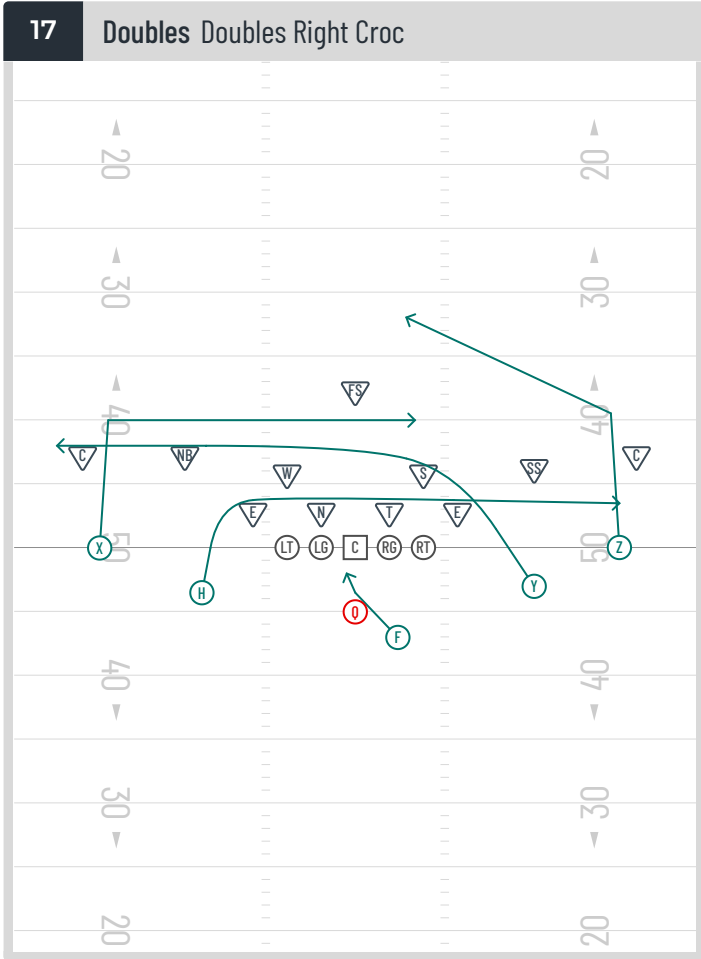 17 Doubles Doubles Right Croc
20 20
30 30
FS
40 40
C NB W S SS C
E N T E
X 50 LT LG C RG RT 50 Z
H Y
Q
F
40 40
30 30
20 20